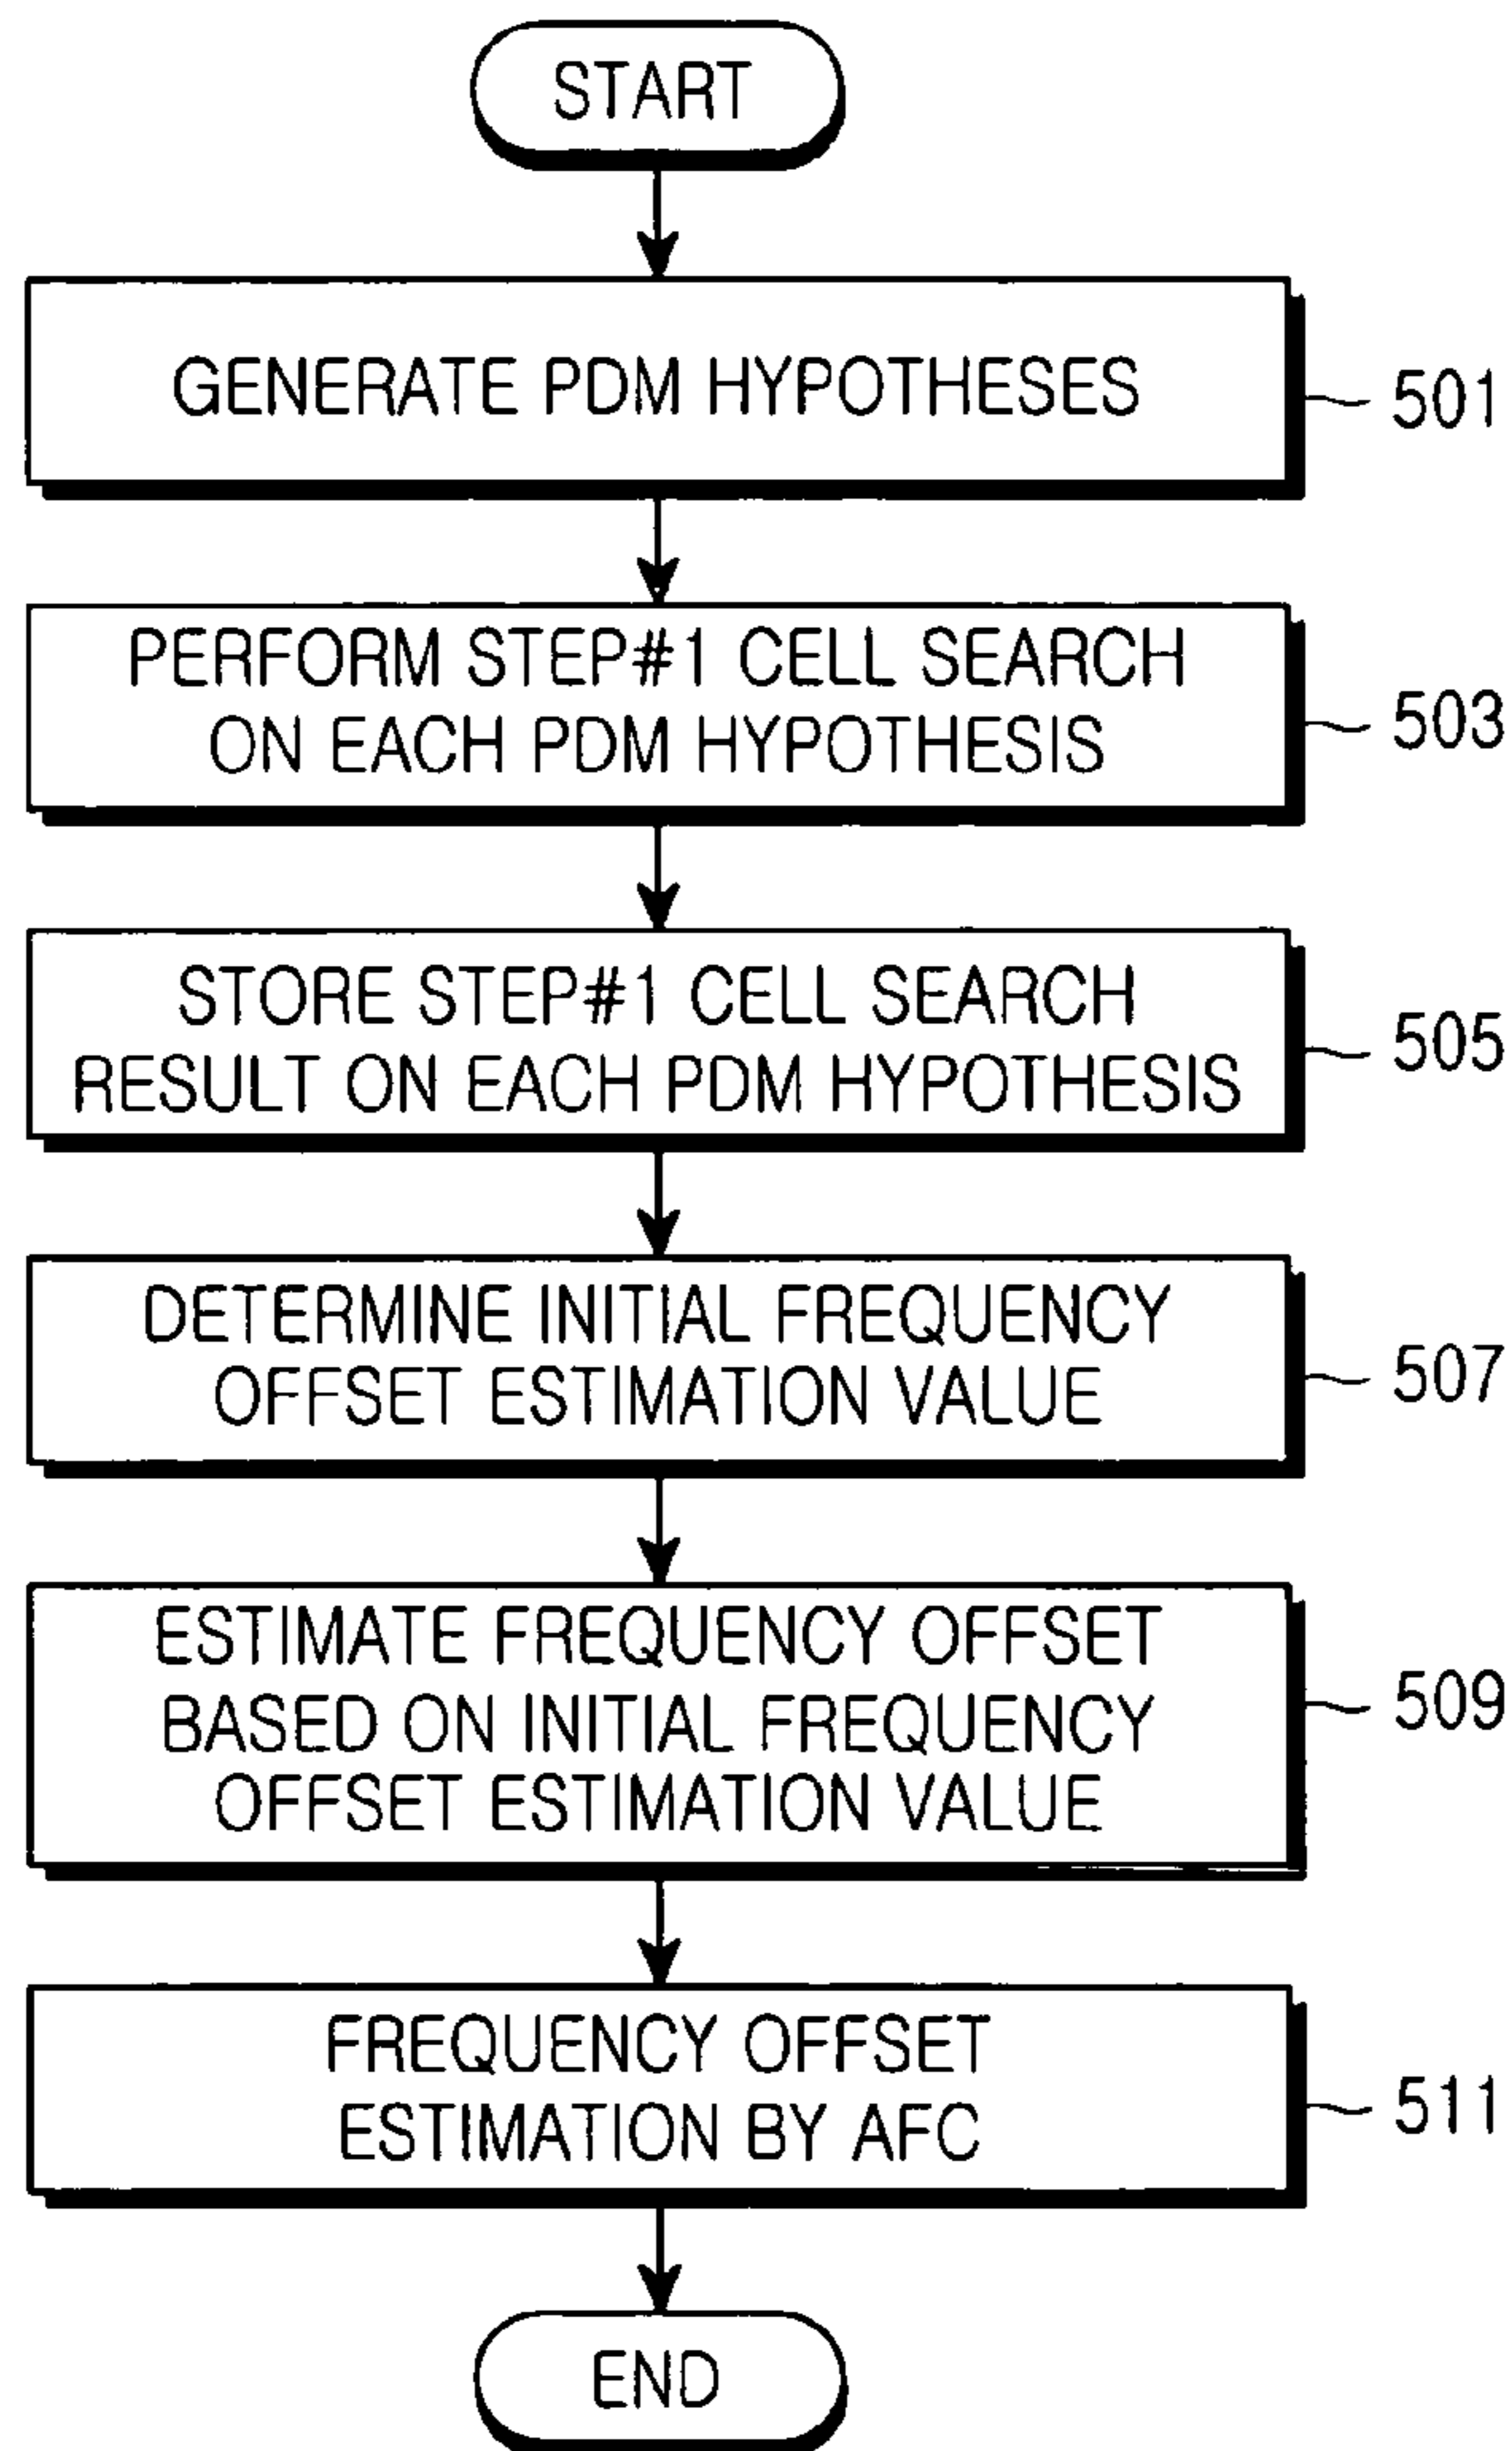 START
GENERATE PDM HYPOTHESES
501
PERFORM STEP#1 CELL SEARCH
ON EACH PDM HYPOTHESIS
503
STORE STEP#1 CELL SEARCH
RESULT ON EACH PDM HYPOTHESIS
505
DETERMINE INITIAL FREQUENCY
OFFSET ESTIMATION VALUE
507
ESTIMATE FREQUENCY OFFSET
BASED ON INITIAL FREQUENCY
OFFSET ESTIMATION VALUE
509
FREQUENCY OFFSET
ESTIMATION BY AFC
511
END